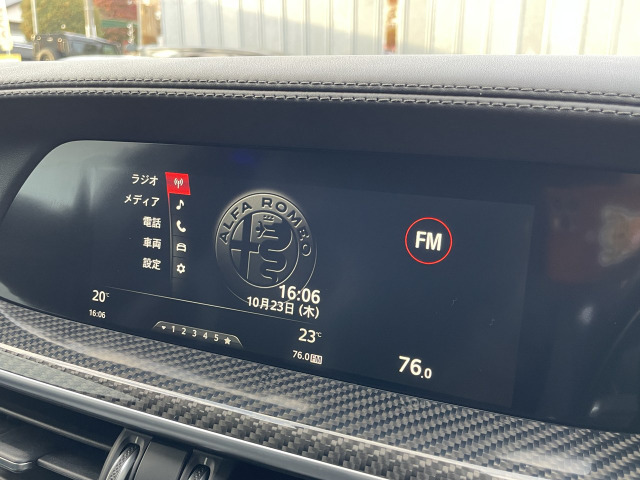 ラジオ
メディア
電話
車両
設定
ALFA ROMEO
FM
16:06
10月23日 (木)
20°C
16:06
1 2 3 4 5
23°C
76.0 FM
76.0